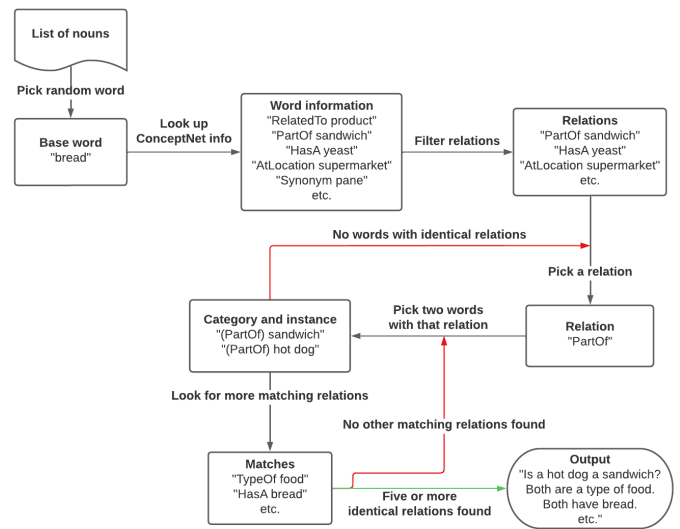 List of nouns
Pick random word
Base word
"bread"
Look up
ConceptNet info
Word information
"RelatedTo product"
"PartOf sandwich"
"HasA yeast"
"AtLocation supermarket"
"Synonym pane"
etc.
Filter relations
Relations
"PartOf sandwich"
"HasA yeast"
"AtLocation supermarket"
etc.
No words with identical relations
Pick a relation
Relation
"PartOf"
Pick two words
with that relation
Category and instance
"(PartOf) sandwich"
"(PartOf) hot dog"
Look for more matching relations
No other matching relations found
Matches
"TypeOf food"
"HasA bread"
etc.
Five or more
identical relations found
Output
"Is a hot dog a sandwich?
Both are a type of food.
Both have bread.
etc."